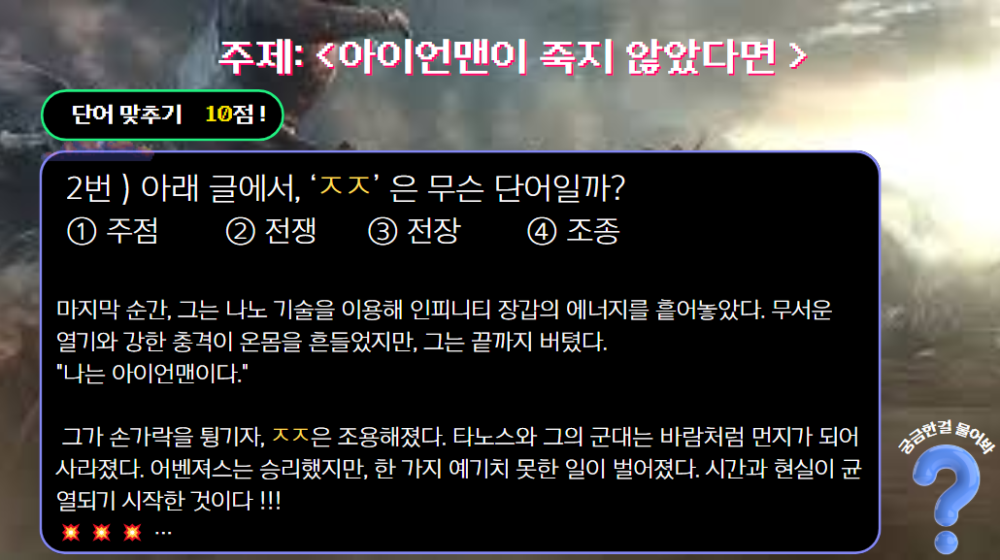 주제: <아이언맨이 죽지 않았다면 >
단어 맞추기 10점 !
2번 ) 아래 글에서, ‘ㅈㅈ’ 은 무슨 단어일까?
① 주점 ② 전쟁 ③ 전장 ④ 조종
마지막 순간, 그는 나노 기술을 이용해 인피니티 장갑의 에너지를 흩어놓았다. 무서운
열기와 강한 충격이 온몸을 흔들었지만, 그는 끝까지 버텼다.
"나는 아이언맨이다."
그가 손가락을 튕기자, ㅈㅈ은 조용해졌다. 타노스와 그의 군대는 바람처럼 먼지가 되어
사라졌다. 어벤져스는 승리했지만, 한 가지 예기치 못한 일이 벌어졌다. 시간과 현실이 균
열되기 시작한 것이다 !!!
💥 💥 💥 ...
궁금한걸 물어봐
?